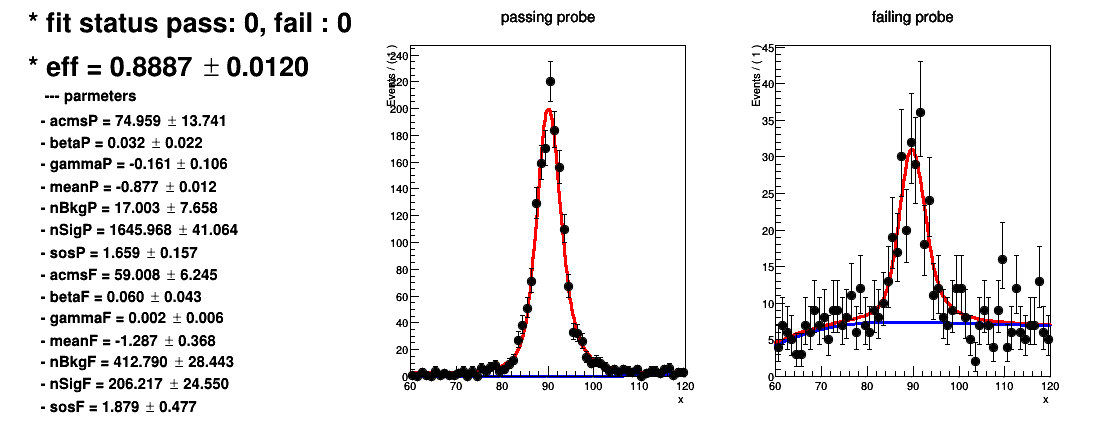 * fit status pass: 0, fail : 0
* eff = 0.8887 ± 0.0120
--- parmeters
- acmsP = 74.959 ± 13.741
- betaP = 0.032 ± 0.022
- gammaP = -0.161 ± 0.106
- meanP = -0.877 ± 0.012
- nBkgP = 17.003 ± 7.658
- nSigP = 1645.968 ± 41.064
- sosP = 1.659 ± 0.157
- acmsF = 59.008 ± 6.245
- betaF = 0.060 ± 0.043
- gammaF = 0.002 ± 0.006
- meanF = -1.287 ± 0.368
- nBkgF = 412.790 ± 28.443
- nSigF = 206.217 ± 24.550
- sosF = 1.879 ± 0.477
passing probe
Events / ( 1 )
240
220
200
180
160
140
120
100
80
60
40
20
0
60 70 80 90 100 110 120
x
failing probe
Events / ( 1 )
45
40
35
30
25
20
15
10
5
0
60 70 80 90 100 110 120
x